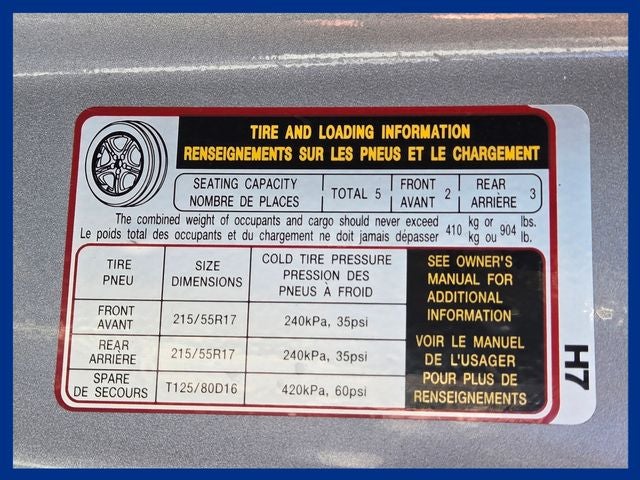 TIRE AND LOADING INFORMATION
RENSEIGNEMENTS SUR LES PNEUS ET LE CHARGEMENT
SEATING CAPACITY
NOMBRE DE PLACES
TOTAL 5
FRONT
AVANT 2
REAR
ARRIÈRE 3
The combined weight of occupants and cargo should never exceed 410 kg or 904 lbs.
Le poids total des occupants et du chargement ne doit jamais dépasser kg ou lb.
TIRE
PNEU
SIZE
DIMENSIONS
COLD TIRE PRESSURE
PRESSION DES
PNEUS À FROID
FRONT
AVANT
215/55R17
240kPa, 35psi
REAR
ARRIÈRE
215/55R17
240kPa, 35psi
SPARE
DE SECOURS
T125/80D16
420kPa, 60psi
SEE OWNER'S
MANUAL FOR
ADDITIONAL
INFORMATION
VOIR LE MANUEL
DE L'USAGER
POUR PLUS DE
RENSEIGNEMENTS
H7